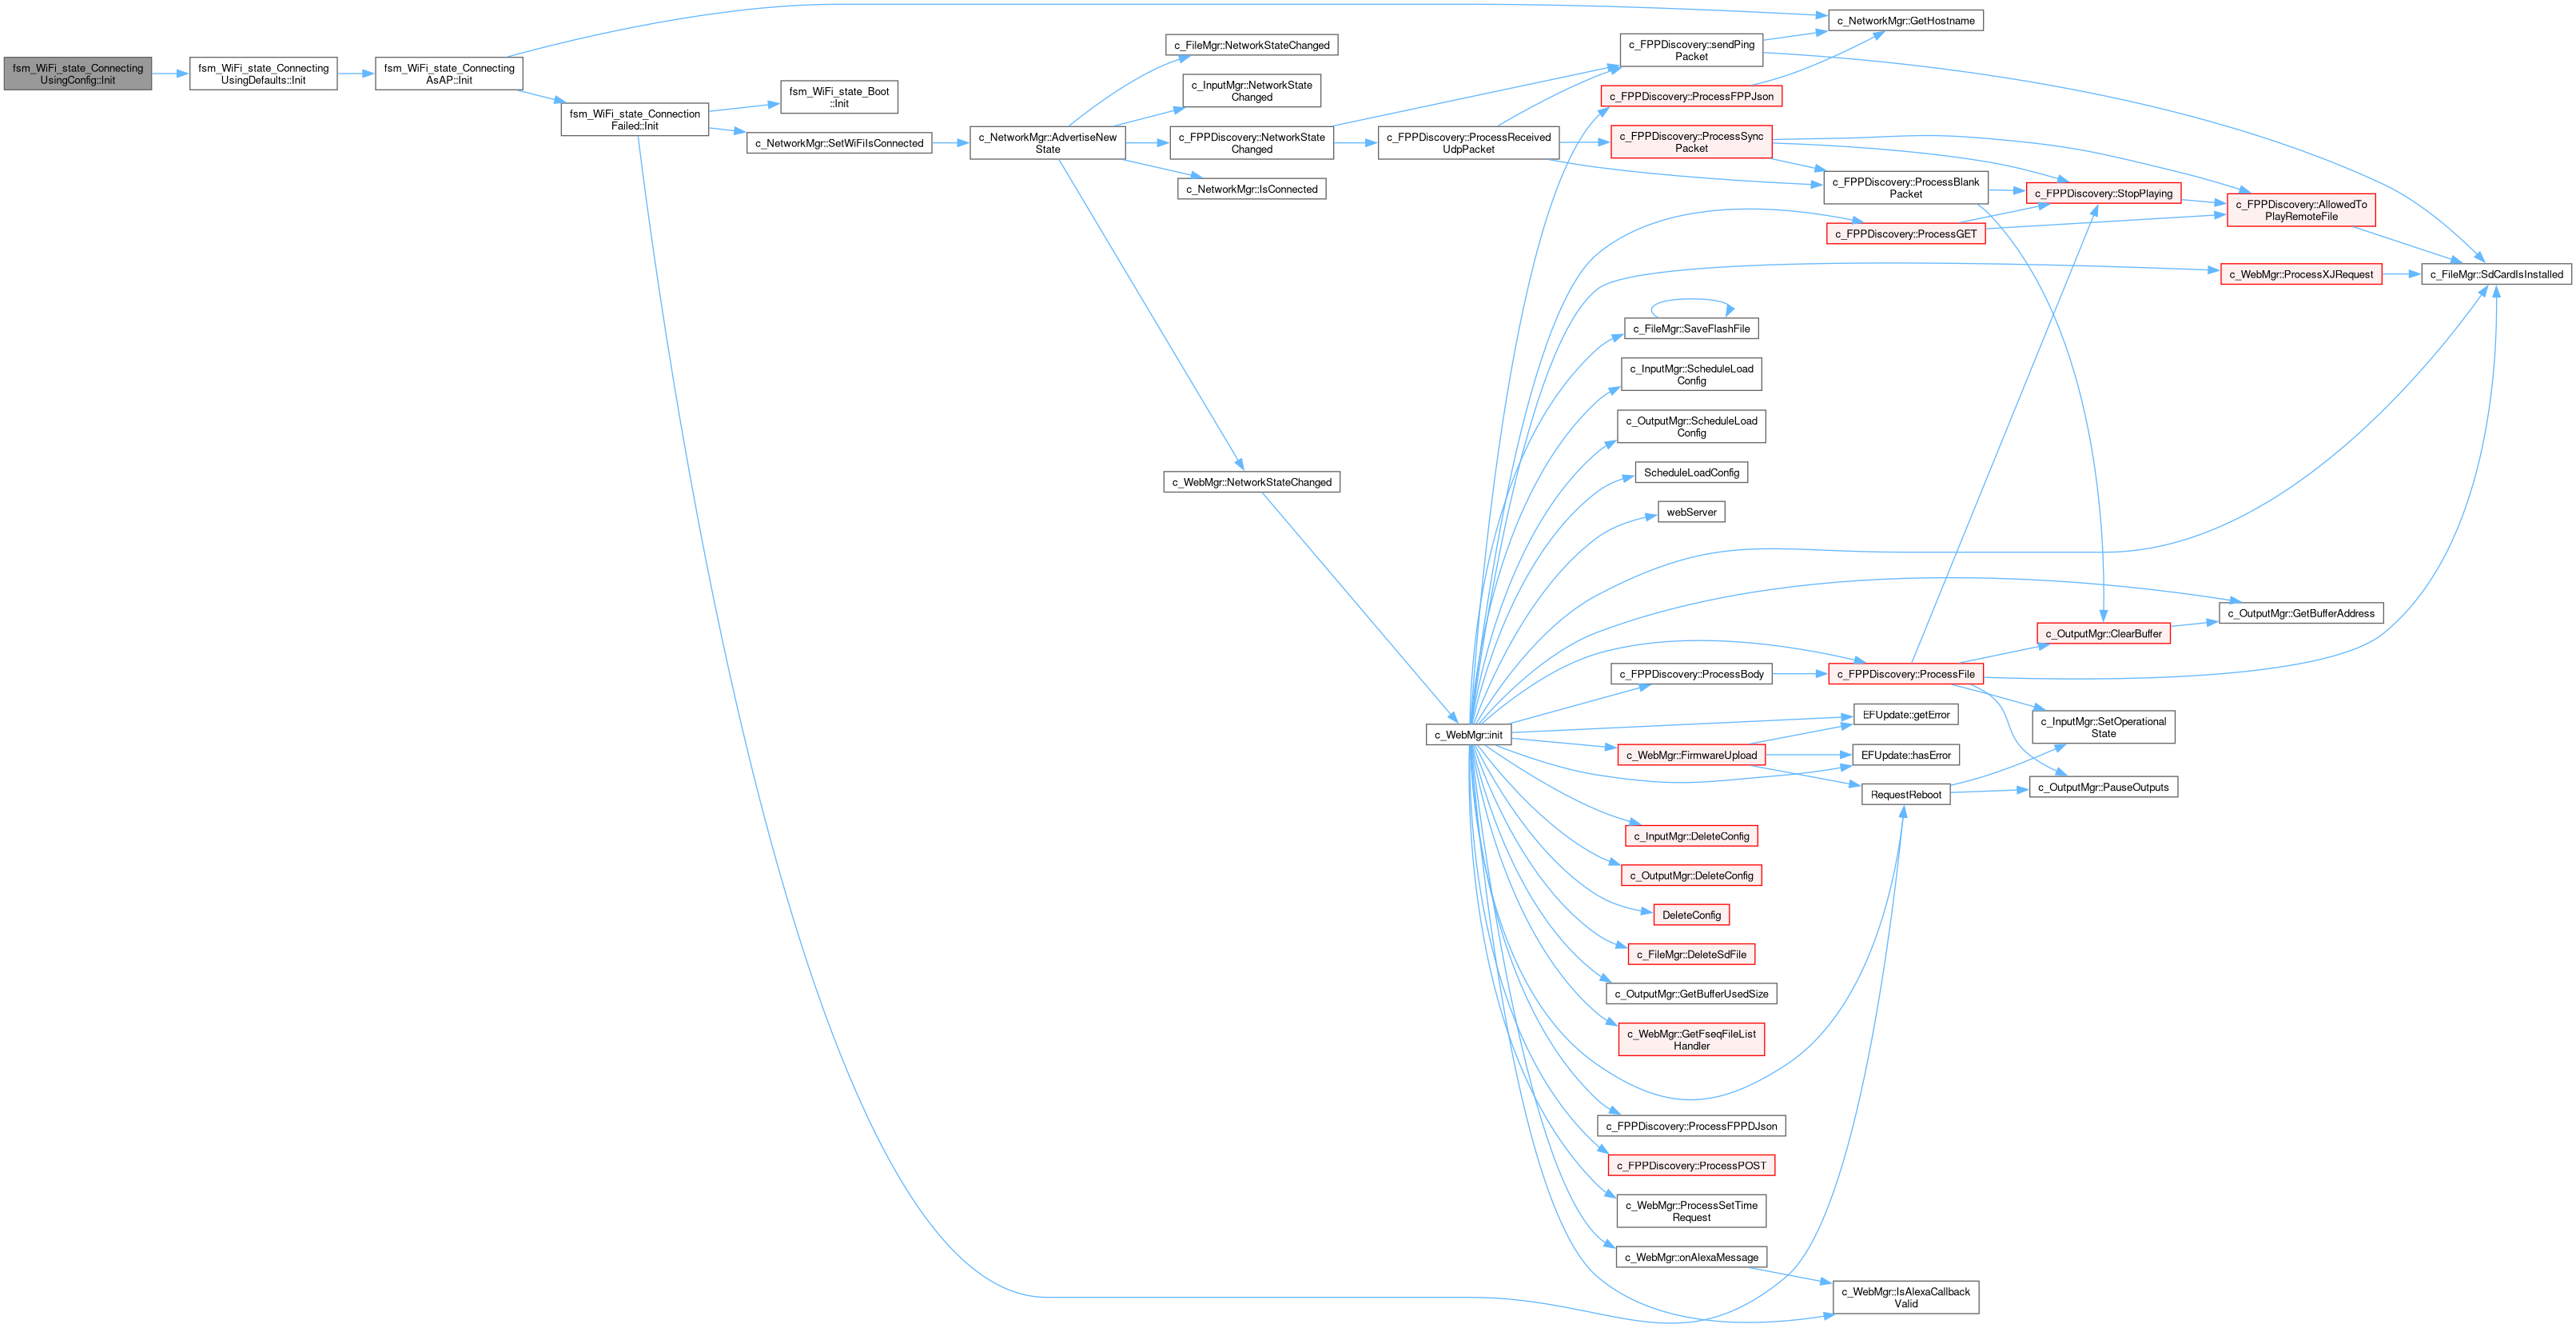 fsm_WiFi_state_Connecting
UsingConfig::Init
fsm_WiFi_state_Connecting
UsingDefaults::Init
fsm_WiFi_state_Connecting
AsAP::Init
fsm_WiFi_state_Connection
Failed::Init
fsm_WiFi_state_Boot
::Init
c_NetworkMgr::SetWiFiIsConnected
c_NetworkMgr::AdvertiseNew
State
c_FileMgr::NetworkStateChanged
c_InputMgr::NetworkState
Changed
c_FPPDiscovery::NetworkState
Changed
c_NetworkMgr::IsConnected
c_WebMgr::NetworkStateChanged
c_FPPDiscovery::ProcessReceived
UdpPacket
c_WebMgr::init
c_FPPDiscovery::sendPing
Packet
c_FPPDiscovery::ProcessFPPJson
c_FPPDiscovery::ProcessSync
Packet
c_FileMgr::SaveFlashFile
c_InputMgr::ScheduleLoad
Config
c_OutputMgr::ScheduleLoad
Config
ScheduleLoadConfig
webServer
c_FPPDiscovery::ProcessBody
c_WebMgr::FirmwareUpload
c_InputMgr::DeleteConfig
c_OutputMgr::DeleteConfig
DeleteConfig
c_FileMgr::DeleteSdFile
c_OutputMgr::GetBufferUsedSize
c_WebMgr::GetFseqFileList
Handler
c_FPPDiscovery::ProcessFPPDJson
c_FPPDiscovery::ProcessPOST
c_WebMgr::ProcessSetTime
Request
c_WebMgr::onAlexaMessage
c_NetworkMgr::GetHostname
c_FPPDiscovery::ProcessBlank
Packet
c_FPPDiscovery::ProcessGET
c_FPPDiscovery::ProcessFile
EFUpdate::getError
EFUpdate::hasError
RequestReboot
c_WebMgr::IsAlexaCallback
Valid
c_FPPDiscovery::StopPlaying
c_OutputMgr::ClearBuffer
c_InputMgr::SetOperational
State
c_OutputMgr::PauseOutputs
c_FPPDiscovery::AllowedTo
PlayRemoteFile
c_WebMgr::ProcessXJRequest
c_OutputMgr::GetBufferAddress
c_FileMgr::SdCardIsInstalled